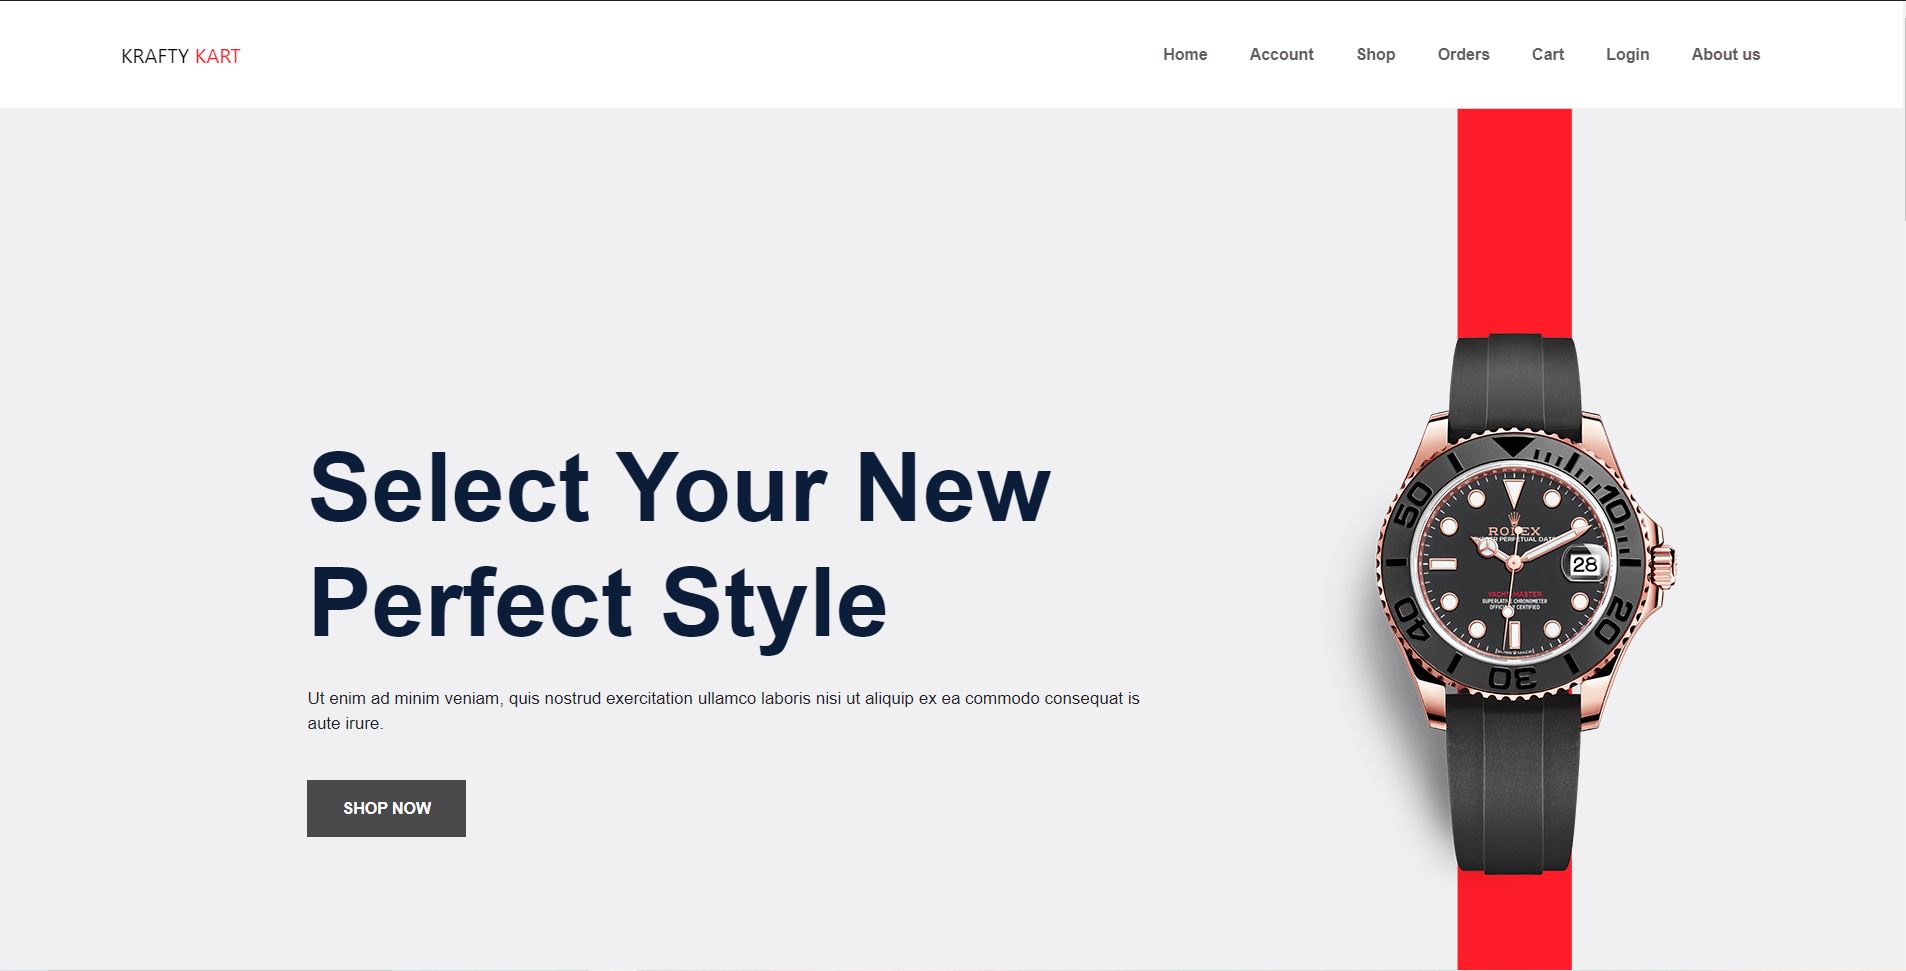 KRAFTY KART
Home Account Shop Orders Cart Login About us
Select Your New
Perfect Style
Ut enim ad minim veniam, quis nostrud exercitation ullamco laboris nisi ut aliquip ex ea commodo consequat is
aute irure.
SHOP NOW
50
10
ROLEX
PERPETUAL DATE
28
YACHT-MASTER
SUPERLATIVE CHRONOMETER
OFFICIALLY CERTIFIED
40
20
SWISS MADE
30